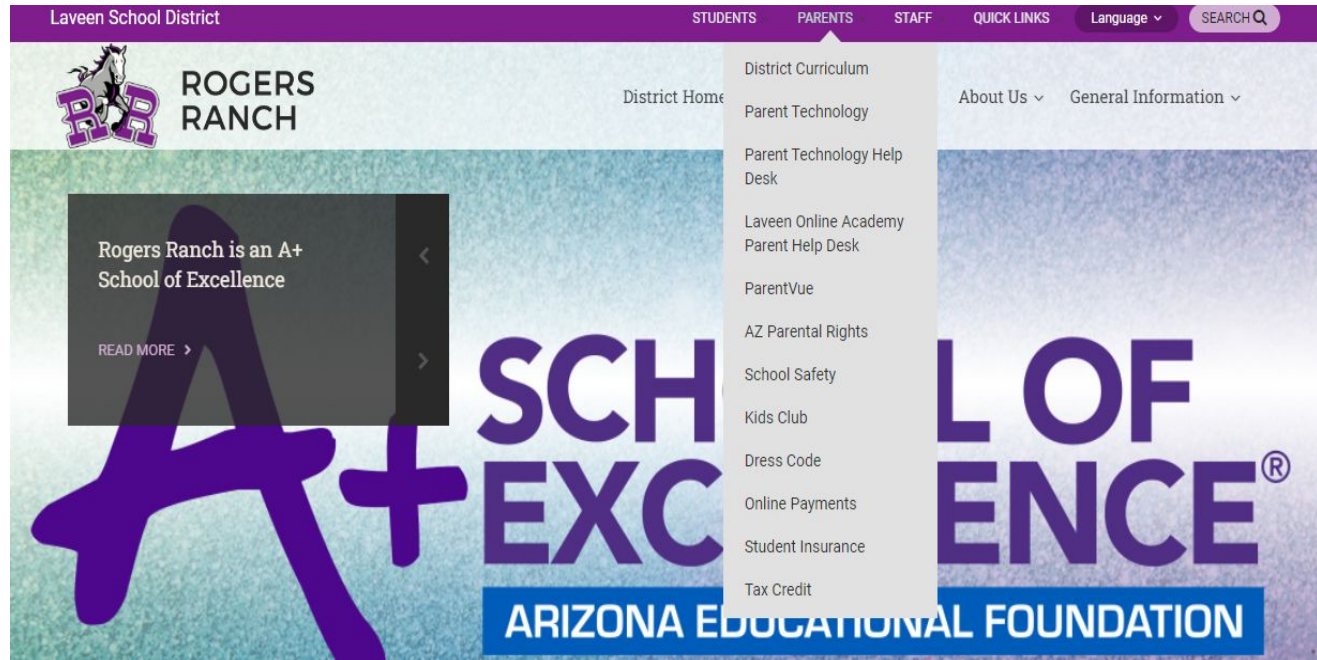 Laveen School District
STUDENTS PARENTS STAFF QUICK LINKS Language SEARCH
RR
ROGERS
RANCH
District Home
About Us
General Information
District Curriculum
Parent Technology
Parent Technology Help
Desk
Laveen Online Academy
Parent Help Desk
ParentVue
AZ Parental Rights
School Safety
Kids Club
Dress Code
Online Payments
Student Insurance
Tax Credit
Rogers Ranch is an A+
School of Excellence
READ MORE
A+
SCHOOL OF
EXCELLENCE®
ARIZONA EDUCATIONAL FOUNDATION